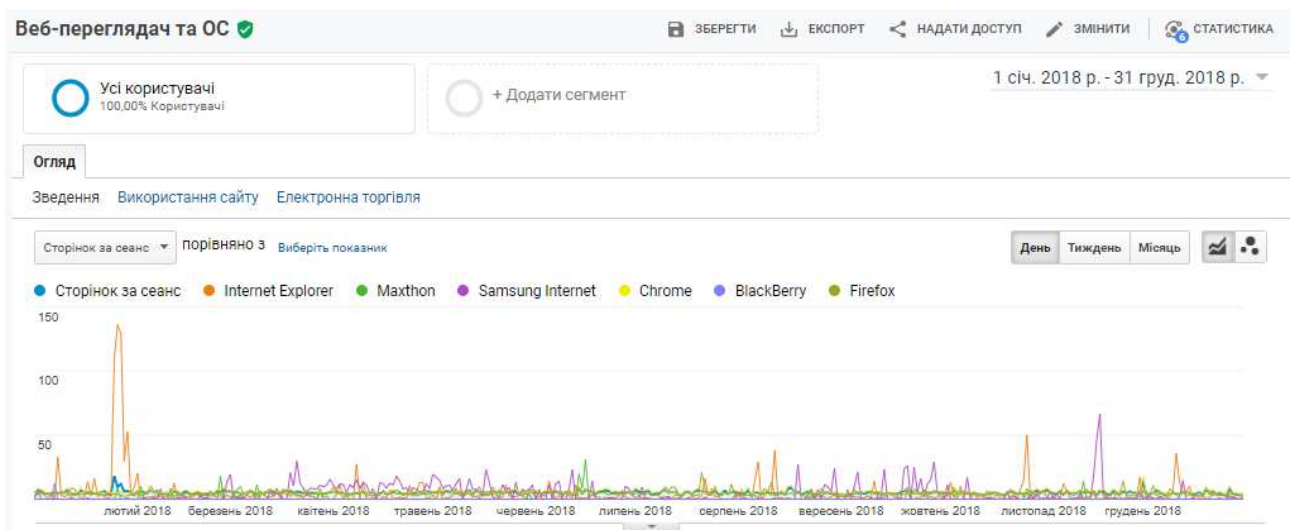 Веб-переглядач та ОС
ЗБЕРЕГТИ ЕКСПОРТ НАДАТИ ДОСТУП ЗМІНИТИ 6 СТАТИСТИКА
Усі користувачі
100,00% Користувачі
+ Додати сегмент
1 січ. 2018 р. - 31 груд. 2018 р.
Огляд
Зведення Використання сайту Електронна торгівля
Сторінок за сеанс порівняно з Виберіть показник
День Тиждень Місяць
Сторінок за сеанс Internet Explorer Maxthon Samsung Internet Chrome BlackBerry Firefox
150
100
50
лютий 2018 березень 2018 квітень 2018 травень 2018 червень 2018 липень 2018 серпень 2018 вересень 2018 жовтень 2018 листопад 2018 грудень 2018